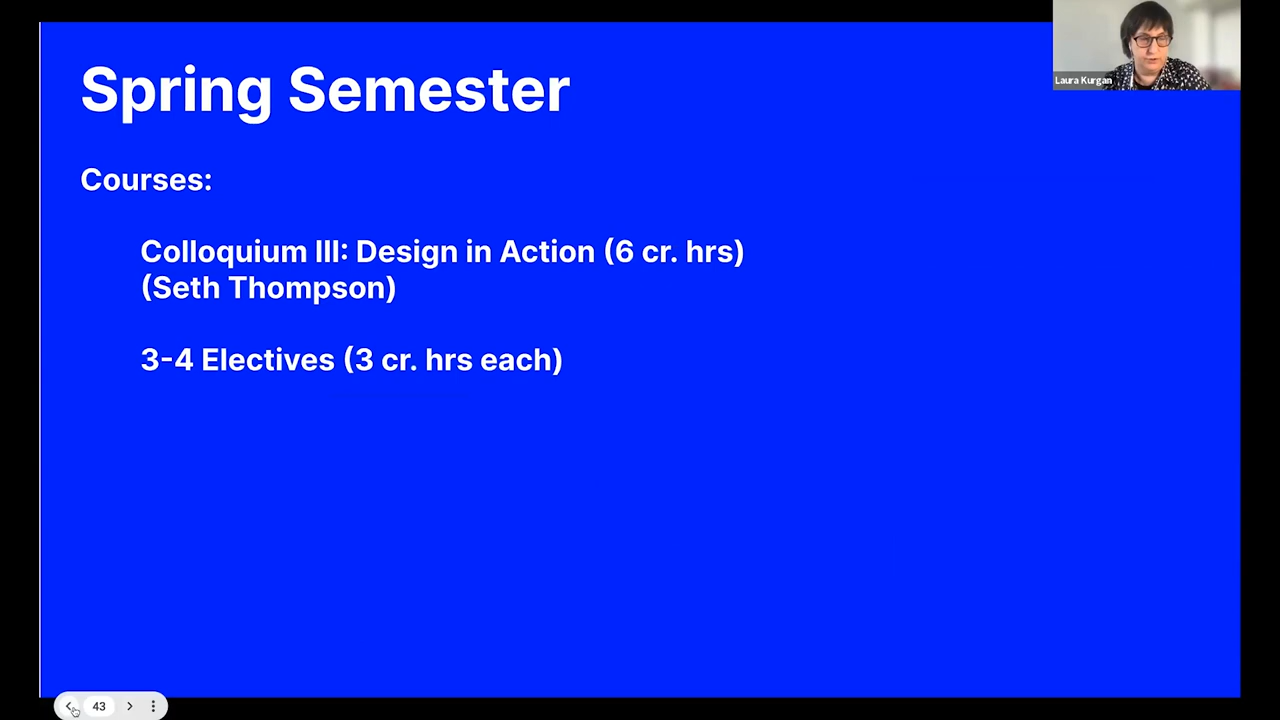 Spring Semester
Laura Kurgan
Courses:
Colloquium III: Design in Action (6 cr. hrs)
(Seth Thompson)
3-4 Electives (3 cr. hrs each)
43